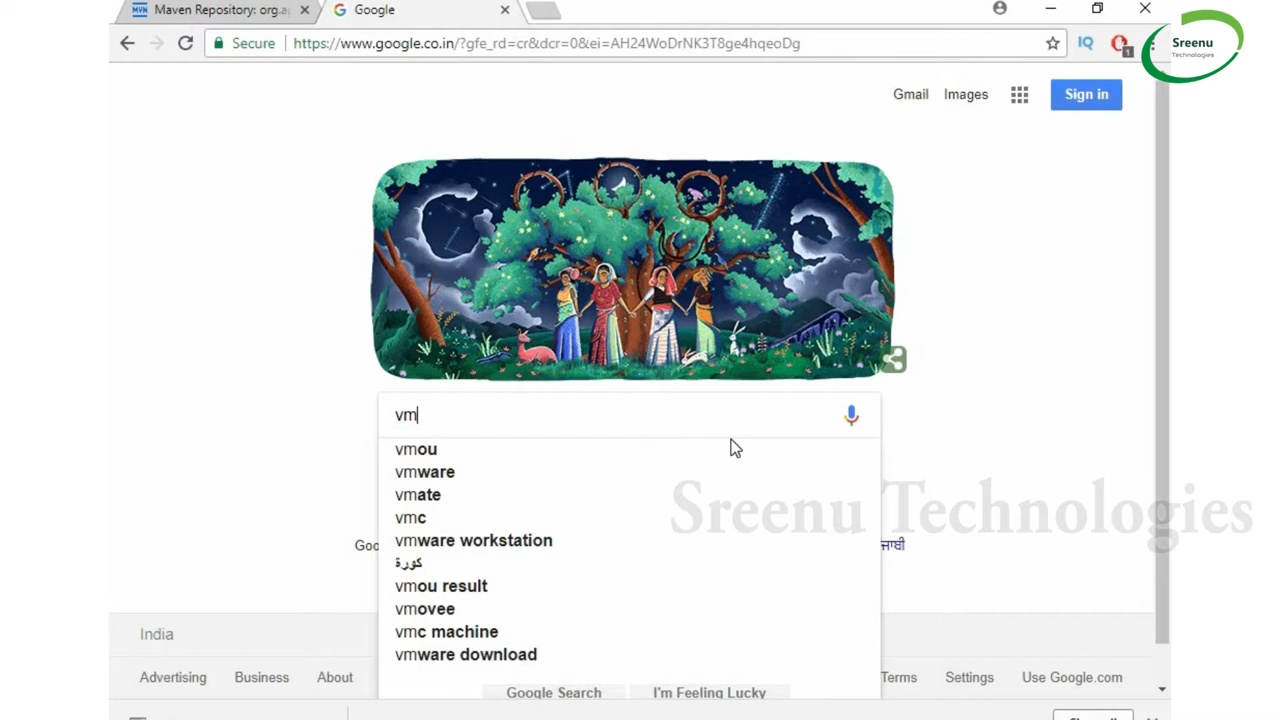 Maven Repository: org.ap
Google
Secure
https://www.google.co.in/?gfe_rd=cr&dcr=0&ei=AH24WoDrNK3T8ge4hqeoDg
1
Sreenu
Technologies
Gmail
Images
Sign in
vm
vmou
vmware
vmate
vmc
vmware workstation
كورة
vmou result
vmovee
vmc machine
vmware download
Google Search
I'm Feeling Lucky
Sreenu Technologies
Goo
ਪੰਜਾਬੀ
India
Advertising
Business
About
Terms
Settings
Use Google.com